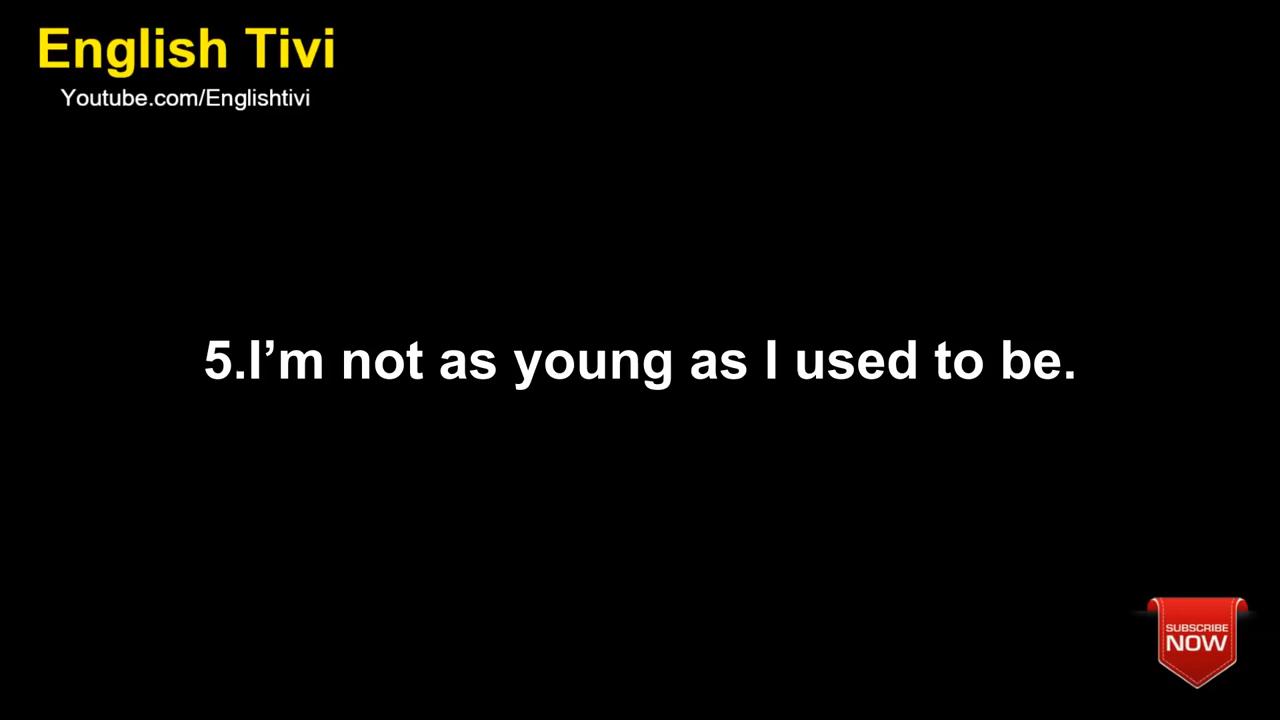 English Tivi
Youtube.com/Englishtivi
5.I’m not as young as I used to be.
SUBSCRIBE
NOW